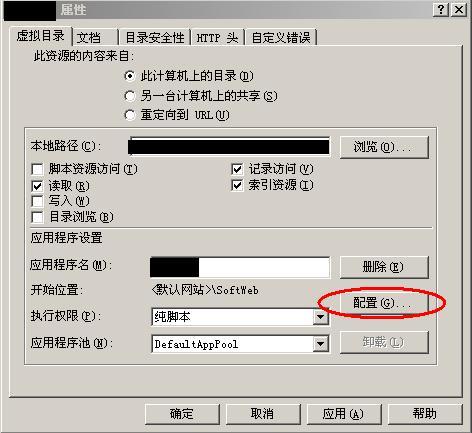 属性
虚拟目录 文档 目录安全性 HTTP 头 自定义错误
此资源的内容来自:
此计算机上的目录(D)
另一台计算机上的共享(S)
重定向到 URL(U)
本地路径(C): 浏览(O)...
脚本资源访问(T) 记录访问(V)
读取(R) 索引资源(I)
写入(W)
目录浏览(B)
应用程序设置
应用程序名(M): 删除(E)
开始位置: <默认网站>\SoftWeb
配置(G)...
执行权限(P): 纯脚本
应用程序池(N): DefaultAppPool 卸载(L)
确定 取消 应用(A) 帮助